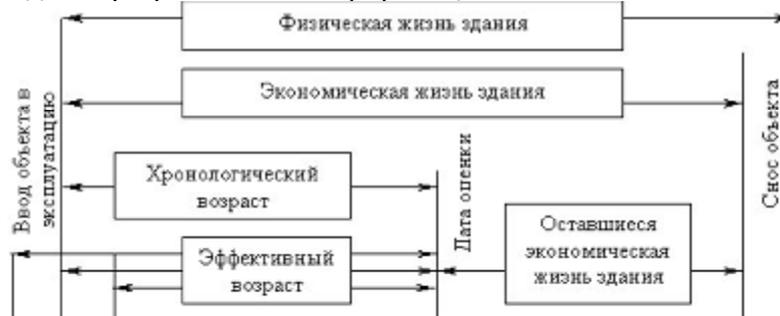 Физическая жизнь здания
Экономическая жизнь здания
Ввод объекта в
эксплуатацию
Хронологический
возраст
Эффективный
возраст
Дата оценки
Оставшиеся
экономическая
жизнь здания
Снос объекта